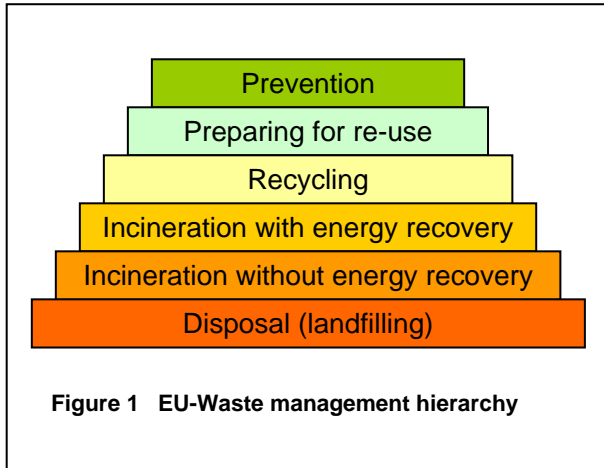 Prevention
Preparing for re-use
Recycling
Incineration with energy recovery
Incineration without energy recovery
Disposal (landfilling)
Figure 1 EU-Waste management hierarchy